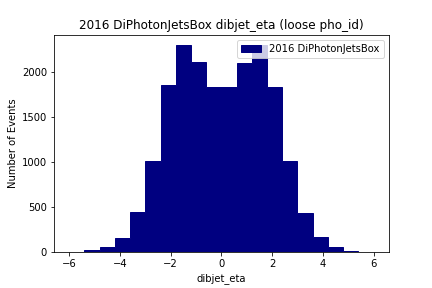 2016 DiPhotonJetsBox dibjet_eta (loose pho_id)
2016 DiPhotonJetsBox
Number of Events
2000
1500
1000
500
0
−6 −4 −2 0 2 4 6
dibjet_eta